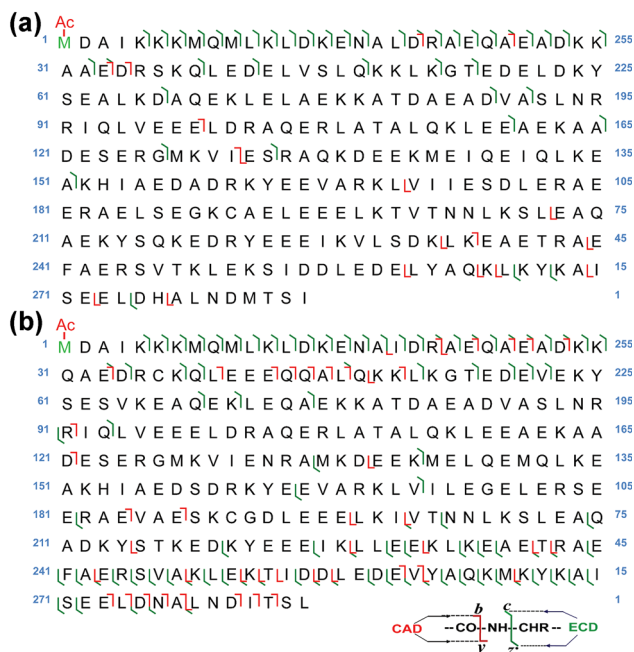 (a)
Ac
1 M D A I K K K M Q M L K L D K E N A L D R A E Q A E A D K K 255
31 A A E D R S K Q L E D E L V S L Q K K L K G T E D E L D K Y 225
61 S E A L K D A Q E K L E L A E K K A T D A E A D V A S L N R 195
91 R I Q L V E E E L D R A Q E R L A T A L Q K L E E A E K A A 165
121 D E S E R G M K V I E S R A Q K D E E K M E I Q E I Q L K E 135
151 A K H I A E D A D R K Y E E V A R K L V I I E S D L E R A E 105
181 E R A E L S E G K C A E L E E E L K T V T N N L K S L E A Q 75
211 A E K Y S Q K E D R Y E E E I K V L S D K L K E A E T R A E 45
241 F A E R S V T K L E K S I D D L E D E L Y A Q K L K Y K A I 15
271 S E E L D H A L N D M T S I 1
(b)
Ac
1 M D A I K K K M Q M L K L D K E N A I D R A E Q A E A D K K 255
31 Q A E D R C K Q L E E E Q Q A L Q K K L K G T E D E V E K Y 225
61 S E S V K E A Q E K L E Q A E K K A T D A E A D V A S L N R 195
91 R I Q L V E E E L D R A Q E R L A T A L Q K L E E A E K A A 165
121 D E S E R G M K V I E N R A M K D E E K M E L Q E M Q L K E 135
151 A K H I A E D S D R K Y E E V A R K L V I L E G E L E R S E 105
181 E R A E V A E S K C G D L E E E L K I V T N N L K S L E A Q 75
211 A D K Y S T K E D K Y E E E I K L L E E K L K E A E T R A E 45
241 F A E R S V A K L E K T I D D L E D E V Y A Q K M K Y K A I 15
271 S E E L D N A L N D I T S L 1
b c
CAD --CO-NH-CHR-- ECD
y z•